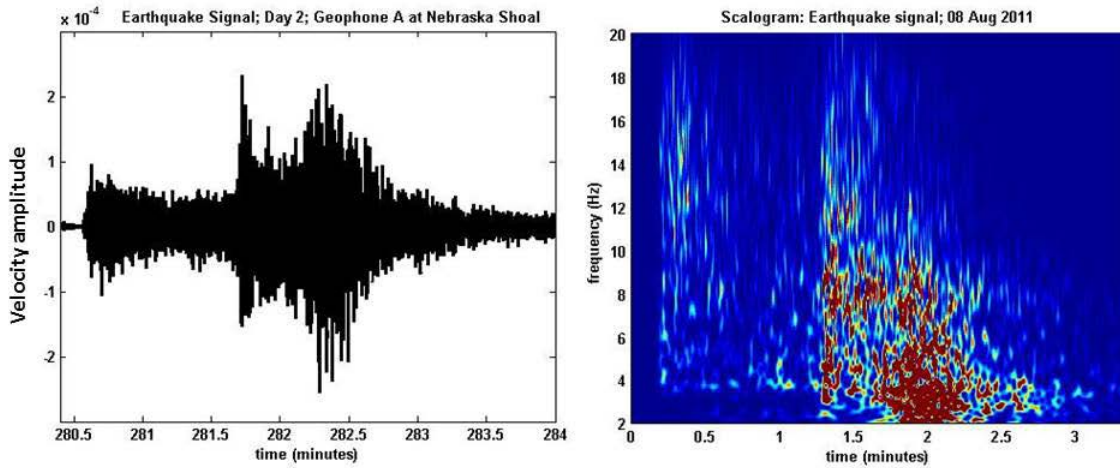 Earthquake Signal; Day 2; Geophone A at Nebraska Shoal
x 10
-4
2
1
0
-1
-2
Velocity amplitude
280.5 281 281.5 282 282.5 283 283.5 284
time (minutes)
Scalogram: Earthquake signal; 08 Aug 2011
20
18
16
14
12
10
8
6
4
2
frequency (Hz)
0 0.5 1 1.5 2 2.5 3
time (minutes)